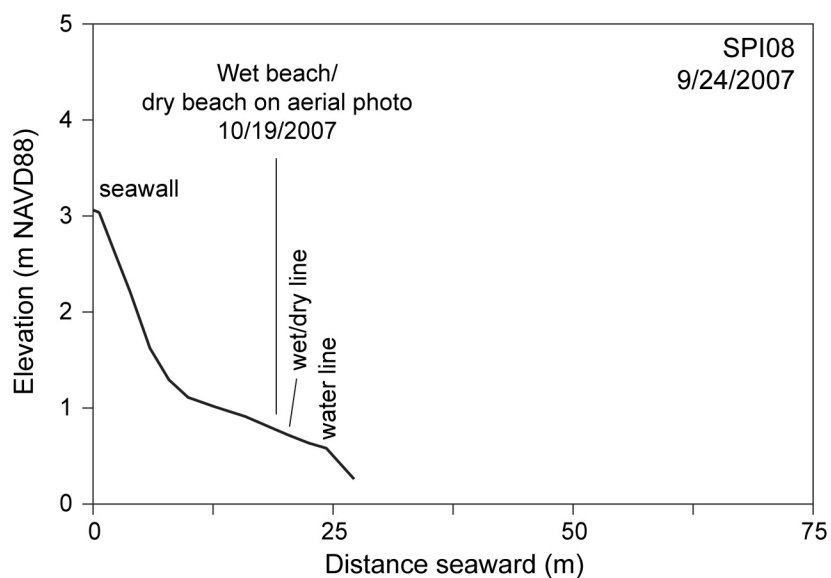 SPI08
9/24/2007
Wet beach/
dry beach on aerial photo
10/19/2007
seawall
wet/dry line
water line
Elevation (m NAVD88)
5
4
3
2
1
0
0
25
50
75
Distance seaward (m)